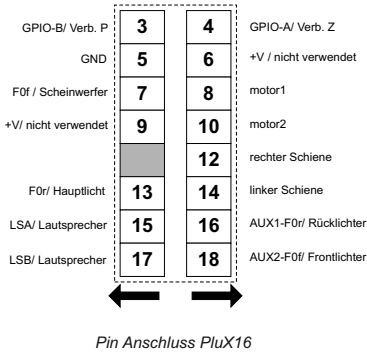 GPIO-B/ Verb. P 3 4 GPIO-A/ Verb. Z
GND 5 6 +V / nicht verwendet
F0f / Scheinwerfer 7 8 motor1
+V/ nicht verwendet 9 10 motor2
12 rechter Schiene
F0r/ Hauptlicht 13 14 linker Schiene
LSA/ Lautsprecher 15 16 AUX1-F0r/ Rücklichter
LSB/ Lautsprecher 17 18 AUX2-F0f/ Frontlichter
Pin Anschluss PluX16